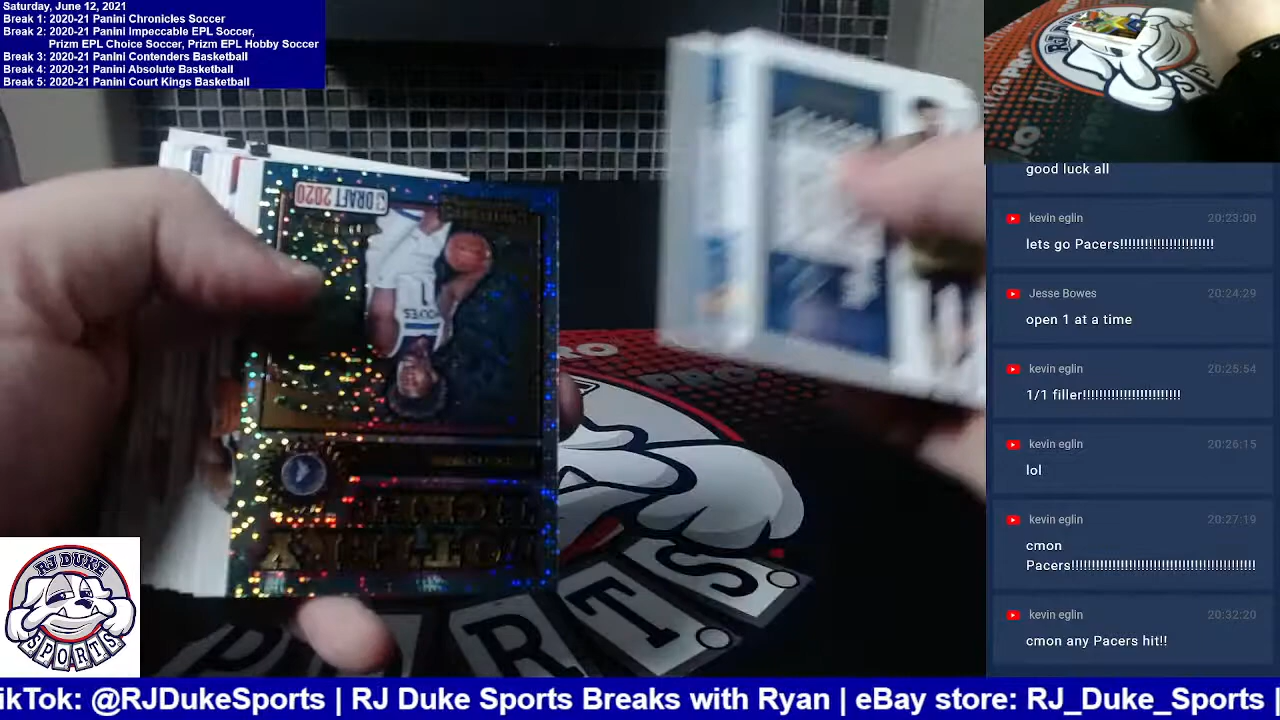 Saturday, June 12, 2021
Break 1: 2020-21 Panini Chronicles Soccer
Break 2: 2020-21 Panini Impeccable EPL Soccer,
Prizm EPL Choice Soccer, Prizm EPL Hobby Soccer
Break 3: 2020-21 Panini Contenders Basketball
Break 4: 2020-21 Panini Absolute Basketball
Break 5: 2020-21 Panini Court Kings Basketball
good luck all
kevin eglin 20:23:00
lets go Pacers!!!!!!!!!!!!!!!!!!!!!!!
Jesse Bowes 20:24:29
open 1 at a time
kevin eglin 20:25:54
1/1 filler!!!!!!!!!!!!!!!!!!!!!!!!
kevin eglin 20:26:15
lol
kevin eglin 20:27:19
cmon
Pacers!!!!!!!!!!!!!!!!!!!!!!!!!!!!!!!!!!!!!!!!!!!!!
kevin eglin 20:32:20
cmon any Pacers hit!!
DRAFT 2020
LOTTERY
TICKET
PRO
RTS
RJ DUKE
SPORTS
ikTok: @RJDukeSports | RJ Duke Sports Breaks with Ryan | eBay store: RJ_Duke_Sports |